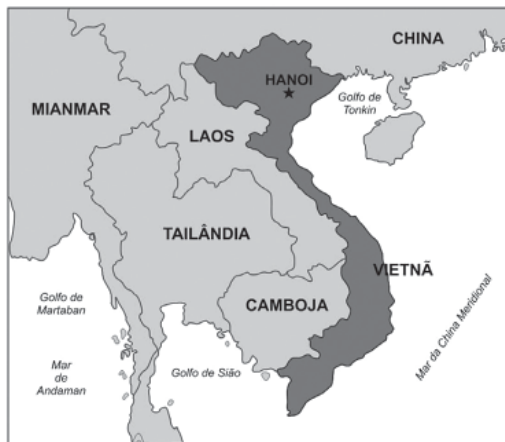 CHINA
HANOI
Golfo de
Tonkin
MIANMAR
LAOS
TAILÂNDIA
VIETNÃ
CAMBOJA
Golfo de
Martaban
Mar da China Meridional
Mar
de
Andaman
Golfo de Sião